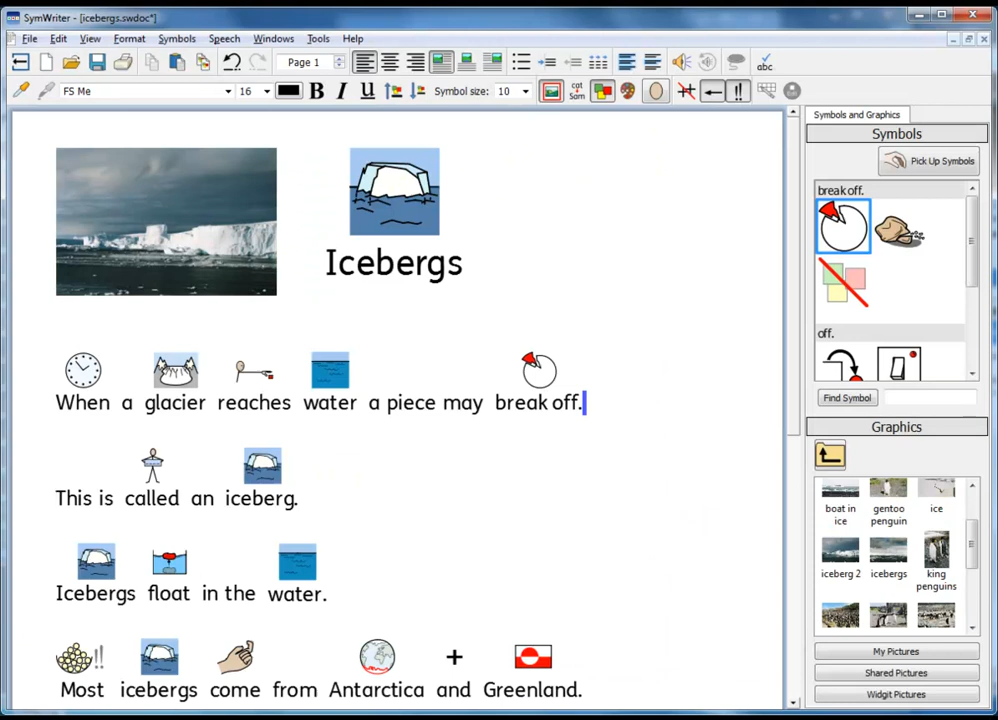 SymWriter - [icebergs.swdoc*]
File Edit View Format Symbols Speech Windows Tools Help
Page 1
abc
FS Me 16 B I U Symbol size: 10 cat Sam !!
Symbols and Graphics
Symbols
Pick Up Symbols
break off.
off.
Find Symbol
Graphics
boat in ice
gentoo penguin
ice
iceberg 2
icebergs
king penguins
My Pictures
Shared Pictures
Widgit Pictures
Icebergs
When a glacier reaches water a piece may break off.
This is called an iceberg.
Icebergs float in the water.
!! +
Most icebergs come from Antarctica and Greenland.